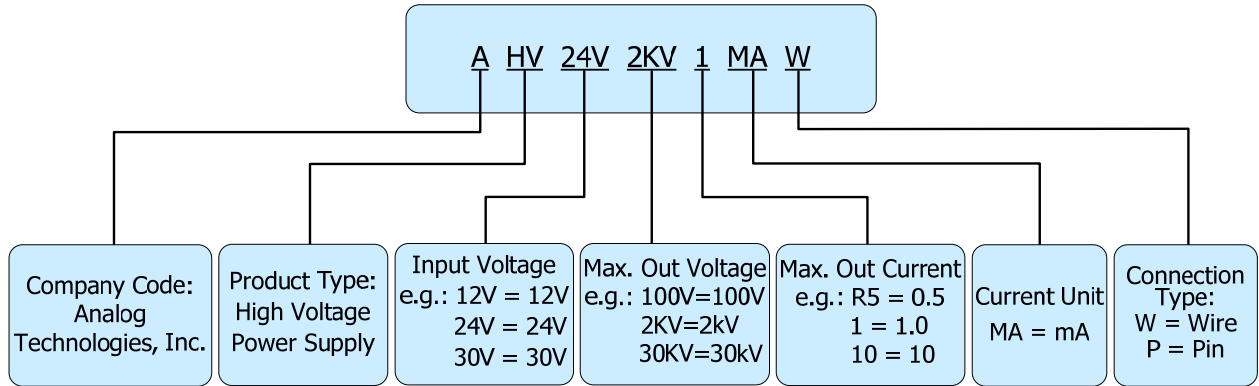 A HV 24V 2KV 1 MA W
Company Code:
Analog
Technologies, Inc.
Product Type:
High Voltage
Power Supply
Input Voltage
e.g.: 12V = 12V
24V = 24V
30V = 30V
Max. Out Voltage
e.g.: 100V=100V
2KV=2kV
30KV=30kV
Max. Out Current
e.g.: R5 = 0.5
1 = 1.0
10 = 10
Current Unit
MA = mA
Connection
Type:
W = Wire
P = Pin